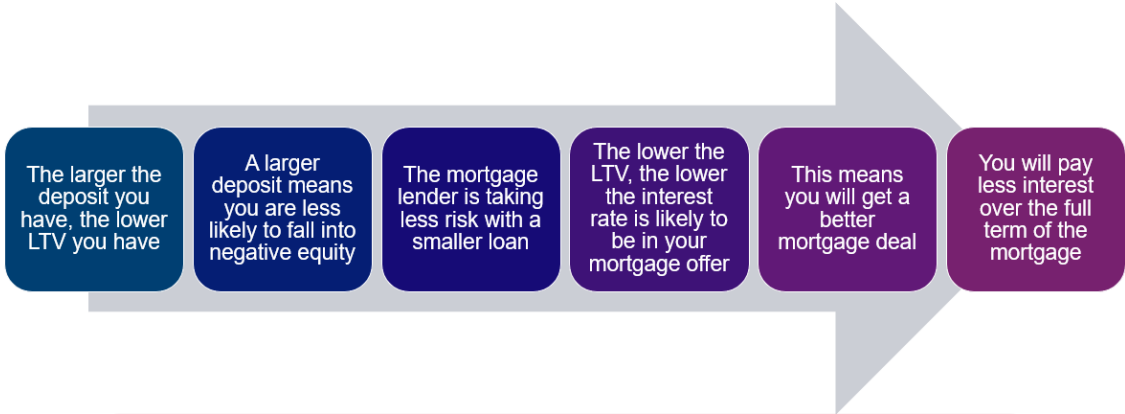 The larger the
deposit you
have, the lower
LTV you have
A larger
deposit means
you are less
likely to fall into
negative equity
The mortgage
lender is taking
less risk with a
smaller loan
The lower the
LTV, the lower
the interest
rate is likely to
be in your
mortgage offer
This means
you will get a
better
mortgage deal
You will pay
less interest
over the full
term of the
mortgage